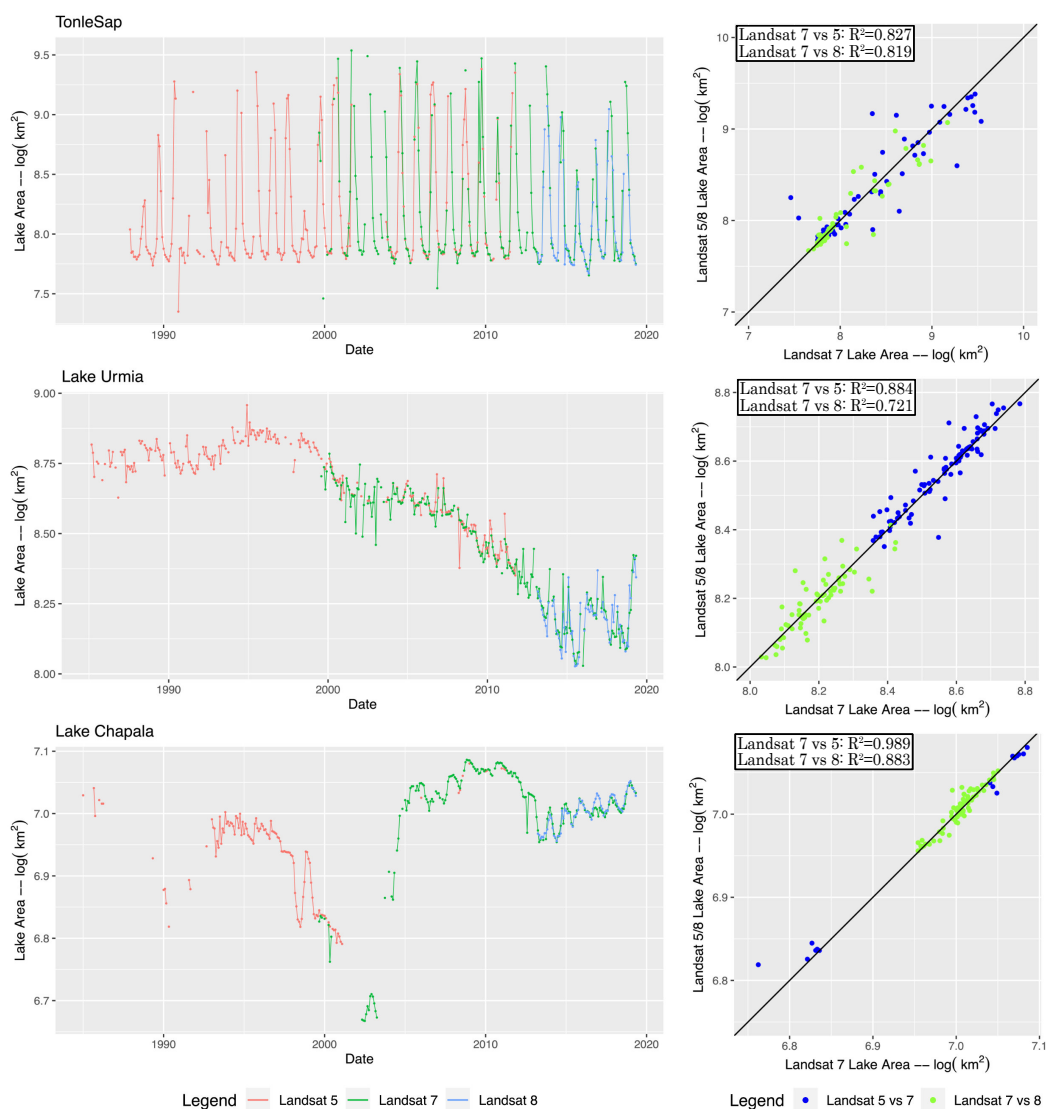 TonleSap
9.5
9.0
8.5
8.0
7.5
Lake Area −− log( km²)
1990
2000
2010
2020
Date
Landsat 7 vs 5: R²=0.827
Landsat 7 vs 8: R²=0.819
10
9
8
7
Landsat 5/8 Lake Area −− log( km²)
7
8
9
10
Landsat 7 Lake Area −− log( km²)
Lake Urmia
9.00
8.75
8.50
8.25
8.00
Lake Area −− log( km²)
1990
2000
2010
2020
Date
Landsat 7 vs 5: R²=0.884
Landsat 7 vs 8: R²=0.721
8.8
8.6
8.4
8.2
8.0
Landsat 5/8 Lake Area −− log( km²)
8.0
8.2
8.4
8.6
8.8
Landsat 7 Lake Area −− log( km²)
Lake Chapala
7.1
7.0
6.9
6.8
6.7
Lake Area −− log( km²)
1990
2000
2010
2020
Date
Landsat 7 vs 5: R²=0.989
Landsat 7 vs 8: R²=0.883
7.0
6.9
6.8
Landsat 5/8 Lake Area −− log( km²)
6.8
6.9
7.0
7.1
Landsat 7 Lake Area −− log( km²)
Legend Landsat 5 Landsat 7 Landsat 8
Legend Landsat 5 vs 7 Landsat 7 vs 8